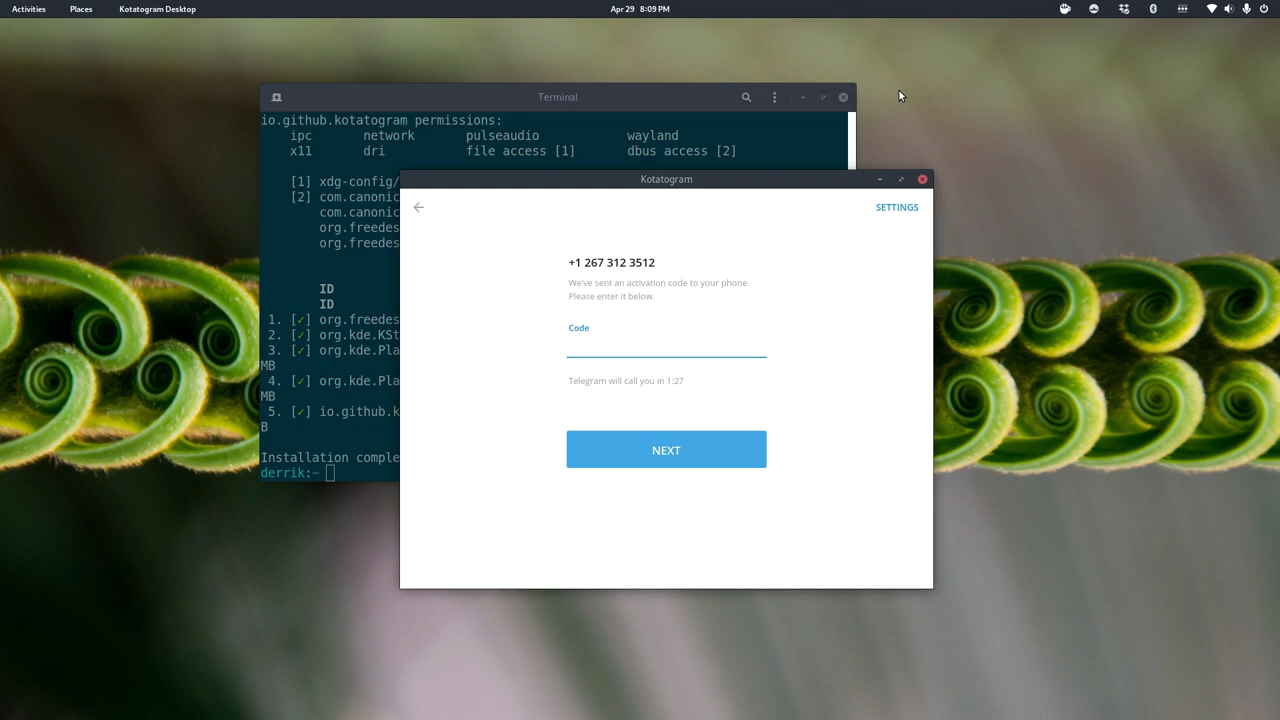 Activities Places Kotatogram Desktop Apr 29 8:09 PM
Terminal
io.github.kotatogram permissions:
ipc network pulseaudio wayland
x11 dri file access [1] dbus access [2]
[1] xdg-config/
[2] com.canonic
com.canonic
org.freedes
org.freedes
ID
ID
1. [✓] org.freedes
2. [✓] org.kde.KSt
3. [✓] org.kde.Pla
MB
4. [✓] org.kde.Pla
MB
5. [✓] io.github.k
B
Installation comple
derrik:~
Kotatogram
SETTINGS
+1 267 312 3512
We've sent an activation code to your phone.
Please enter it below.
Code
Telegram will call you in 1:27
NEXT